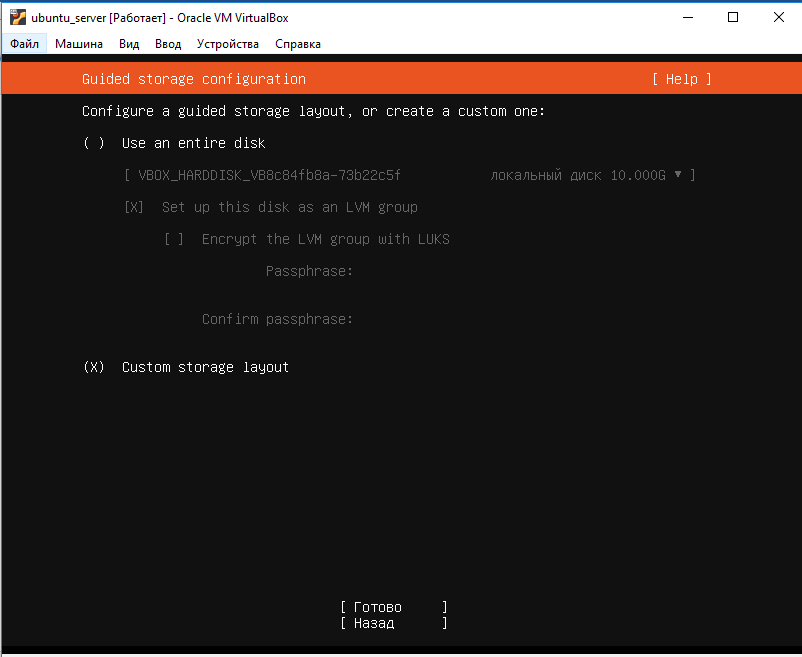 ubuntu_server [Работает] - Oracle VM VirtualBox
Файл Машина Вид Ввод Устройства Справка
Guided storage configuration [ Help ]
Configure a guided storage layout, or create a custom one:
( ) Use an entire disk
[ VBOX_HARDDISK_VB8c84fb8a-73b22c5f локальный диск 10.000G ▾ ]
[X] Set up this disk as an LVM group
[ ] Encrypt the LVM group with LUKS
Passphrase:
Confirm passphrase:
(X) Custom storage layout
[ Готово ]
[ Назад ]